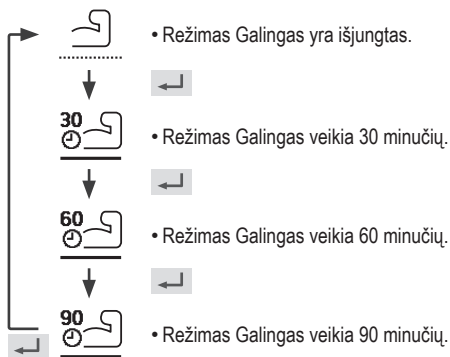 • Režimas Galingas yra išjungtas.
30
• Režimas Galingas veikia 30 minučių.
60
• Režimas Galingas veikia 60 minučių.
90
• Režimas Galingas veikia 90 minučių.